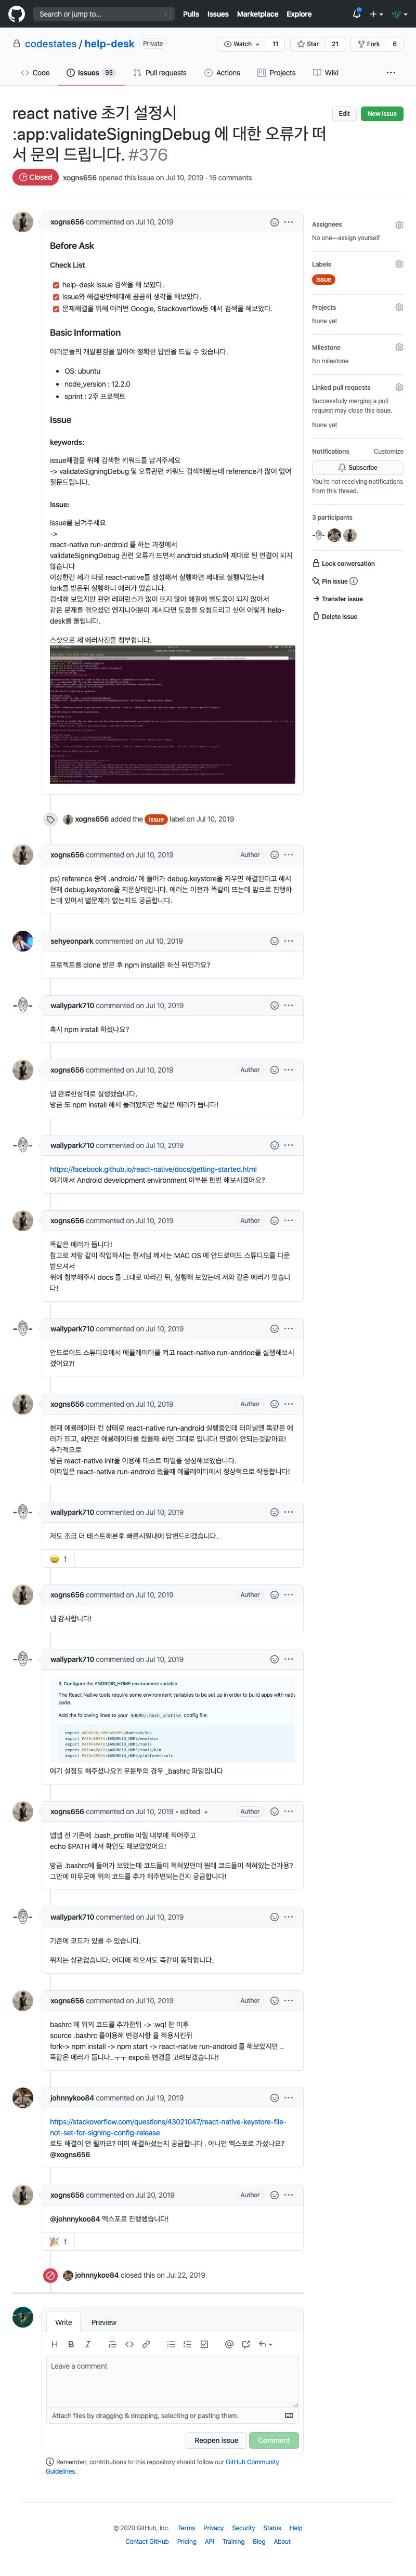 Search or jump to...
/
Pulls
Issues
Marketplace
Explore
codestates / help-desk
Private
Watch
11
Star
21
Fork
6
Code
Issues 93
Pull requests
Actions
Projects
Wiki
react native 초기 설정시
:app:validateSigningDebug 에 대한 오류가 떠
서 문의 드립니다. #376
Edit
New issue
Closed
xogns656 opened this issue on Jul 10, 2019 · 16 comments
xogns656 commented on Jul 10, 2019
Before Ask
Check List
help-desk issue 검색을 해 보았다.
issue와 해결방안에대해 곰곰히 생각을 해보았다.
문제해결을 위해 여러번 Google, Stackoverflow등 에서 검색을 해보았다.
Basic Information
여러분들의 개발환경을 알아야 정확한 답변을 드릴 수 있습니다.
OS: ubuntu
node_version : 12.2.0
sprint : 2주 프로젝트
Issue
keywords:
issue해결을 위해 검색한 키워드를 남겨주세요
-> validateSigningDebug 및 오류관련 키워드 검색해봤는데 reference가 많이 없어
질문드립니다.
Issue:
issue를 남겨주세요
->
react-native run-android 를 하는 과정에서
validateSigningDebug 관련 오류가 뜨면서 android studio와 제대로 된 연결이 되지
않습니다
이상한건 제가 따로 react-native를 생성해서 실행하면 제대로 실행되었는데
fork를 받은뒤 실행하니 에러가 떴습니다.
검색해 보았지만 관련 레퍼런스가 많이 뜨지 않아 해결에 별도움이 되지 않아서
같은 문제를 겪으셨던 엔지니어분이 계시다면 도움을 요청드리고 싶어 이렇게 help-
desk를 올립니다.
스샷으로 제 에러사진을 첨부합니다.
xogns656 added the issue label on Jul 10, 2019
xogns656 commented on Jul 10, 2019
Author
ps) reference 중에 .android/ 에 들어가 debug.keystore을 지우면 해결된다고 해서
현재 debug.keystore을 지운상태입니다. 에러는 이전과 똑같이 뜨는데 앞으로 진행하
는데 있어서 별문제가 없는지도 궁금합니다.
sehyeonpark commented on Jul 10, 2019
프로젝트를 clone 받은 후 npm install은 하신 뒤인가요?
wallypark710 commented on Jul 10, 2019
혹시 npm install 하셨나요?
xogns656 commented on Jul 10, 2019
Author
넵 완료한상태로 실행했습니다.
방금 또 npm install 해서 돌려봤지만 똑같은 에러가 뜹니다!
wallypark710 commented on Jul 10, 2019
https://facebook.github.io/react-native/docs/getting-started.html
여기에서 Android development environment 이부분 한번 해보시겠어요?
xogns656 commented on Jul 10, 2019
Author
똑같은 에러가 뜹니다!
참고로 저랑 같이 작업하시는 현서님 께서는 MAC OS 에 안드로이드 스튜디오를 다운
받으셔서
위에 첨부해주시 docs 를 그대로 따라간 뒤, 실행해 보았는데 저와 같은 에러가 떳습니
다!
wallypark710 commented on Jul 10, 2019
안드로이드 스튜디오에서 에뮬레이터를 켜고 react-native run-andriod를 실행해보시
겠어요?!
xogns656 commented on Jul 10, 2019
Author
현재 에뮬레이터 킨 상태로 react-native run-android 실행중인데 터미널엔 똑같은 에
러가 뜨고, 화면은 에뮬레이터를 켰을때 화면 그대로 입니다! 연결이 안되는것같아요!
추가적으로
방금 react-native init을 이용해 테스트 파일을 생성해보았습니다.
이파일은 react-native run-android 했을때 에뮬레이터에서 정상적으로 작동합니다!
wallypark710 commented on Jul 10, 2019
저도 조금 더 테스트해본후 빠른시일내에 답변드리겠습니다.
😄 1
xogns656 commented on Jul 10, 2019
Author
넵 감사합니다!
wallypark710 commented on Jul 10, 2019
3. Configure the ANDROID_HOME environment variable
The React Native tools require some environment variables to be set up in order to build apps with nativ
code.
Add the following lines to your $HOME/.bash_profile config file:
export ANDROID_HOME=$HOME/Android/Sdk
export PATH=$PATH:$ANDROID_HOME/emulator
export PATH=$PATH:$ANDROID_HOME/tools
export PATH=$PATH:$ANDROID_HOME/tools/bin
export PATH=$PATH:$ANDROID_HOME/platform-tools
여기 설정도 해주셨나요?! 우분투의 경우 _bashrc 파일입니다
xogns656 commented on Jul 10, 2019 • edited
Author
넵넵 전 기존에 .bash_profile 파일 내부에 적어주고
echo $PATH 해서 확인도 해보았었어요!
방금 .bashrc에 들어가 보았는데 코드들이 적혀있던데 원래 코드들이 적혀있는건가용?
그안에 아무곳에 위의 코드를 추가 해주면되는건지 궁금합니다!
wallypark710 commented on Jul 10, 2019
기존에 코드가 있을 수 있습니다.
위치는 상관없습니다. 어디에 적으셔도 똑같이 동작합니다.
xogns656 commented on Jul 10, 2019
Author
bashrc 에 위의 코드를 추가한뒤 -> :wq! 한 이후
source .bashrc 를이용해 변경사항 을 적용시킨뒤
fork-> npm install -> npm start -> react-native run-android 를 해보았지만 ..
똑같은 에러가 뜹니다..ㅜㅜ expo로 변경을 고려보겠습니다!
johnnykoo84 commented on Jul 19, 2019
https://stackoverflow.com/questions/43021047/react-native-keystore-file-
not-set-for-signing-config-release
로도 해결이 안 될까요? 이미 해결하셨는지 궁금합니다 . 아니면 엑스포로 가셨나요?
@xogns656
xogns656 commented on Jul 20, 2019
Author
@johnnykoo84 엑스포로 진행했습니다!
🎉 1
johnnykoo84 closed this on Jul 22, 2019
Write
Preview
Leave a comment
Attach files by dragging & dropping, selecting or pasting them.
Reopen issue
Comment
Remember, contributions to this repository should follow our GitHub Community
Guidelines.
Assignees
No one—assign yourself
Labels
issue
Projects
None yet
Milestone
No milestone
Linked pull requests
Successfully merging a pull
request may close this issue.
None yet
Notifications
Customize
Subscribe
You're not receiving notifications
from this thread.
3 participants
Lock conversation
Pin issue
Transfer issue
Delete issue
© 2020 GitHub, Inc.
Terms
Privacy
Security
Status
Help
Contact GitHub
Pricing
API
Training
Blog
About